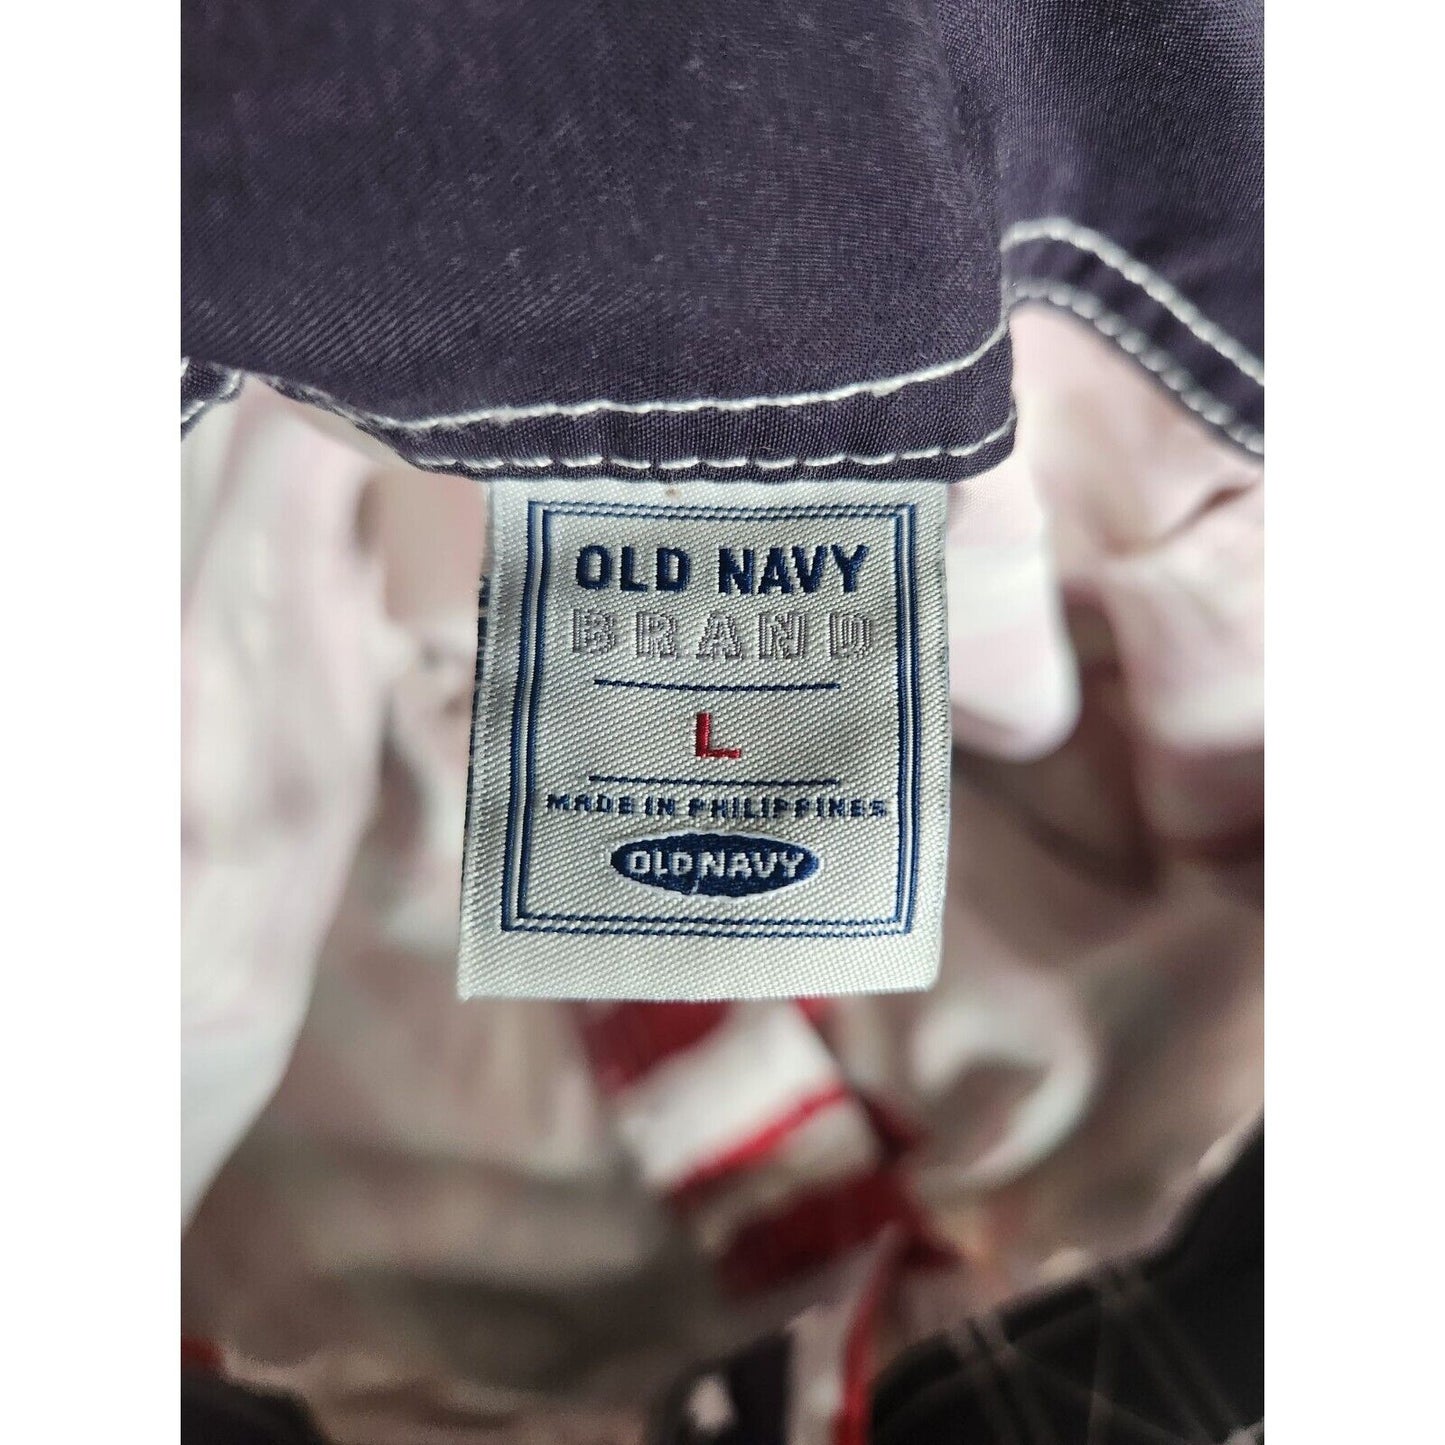 OLD NAVY
BRAND
L
MADE IN PHILIPPINES
OLD NAVY